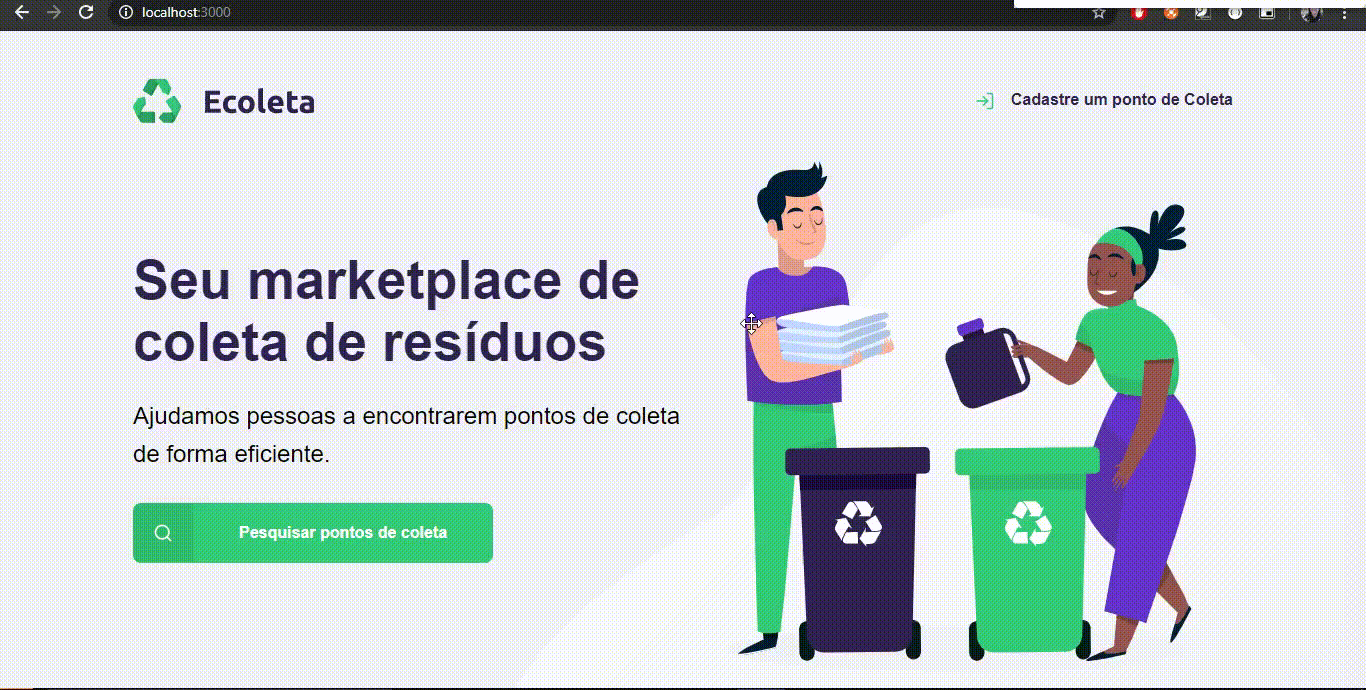 localhost:3000
Ecoleta
Cadastre um ponto de Coleta
Seu marketplace de
coleta de resíduos
Ajudamos pessoas a encontrarem pontos de coleta
de forma eficiente.
Pesquisar pontos de coleta